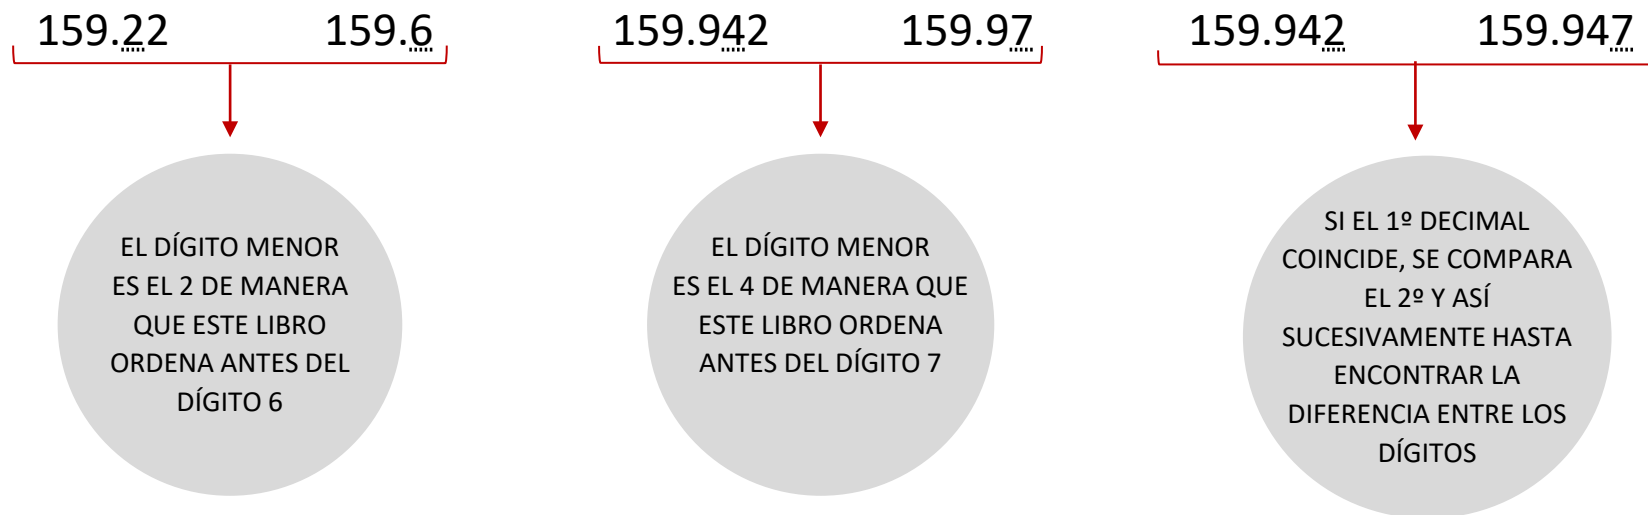 159.22 159.6
EL DÍGITO MENOR
ES EL 2 DE MANERA
QUE ESTE LIBRO
ORDENA ANTES DEL
DÍGITO 6
159.942 159.97
EL DÍGITO MENOR
ES EL 4 DE MANERA QUE
ESTE LIBRO ORDENA
ANTES DEL DÍGITO 7
159.942 159.947
SI EL 1º DECIMAL
COINCIDE, SE COMPARA
EL 2º Y ASÍ
SUCESIVAMENTE HASTA
ENCONTRAR LA
DIFERENCIA ENTRE LOS
DÍGITOS